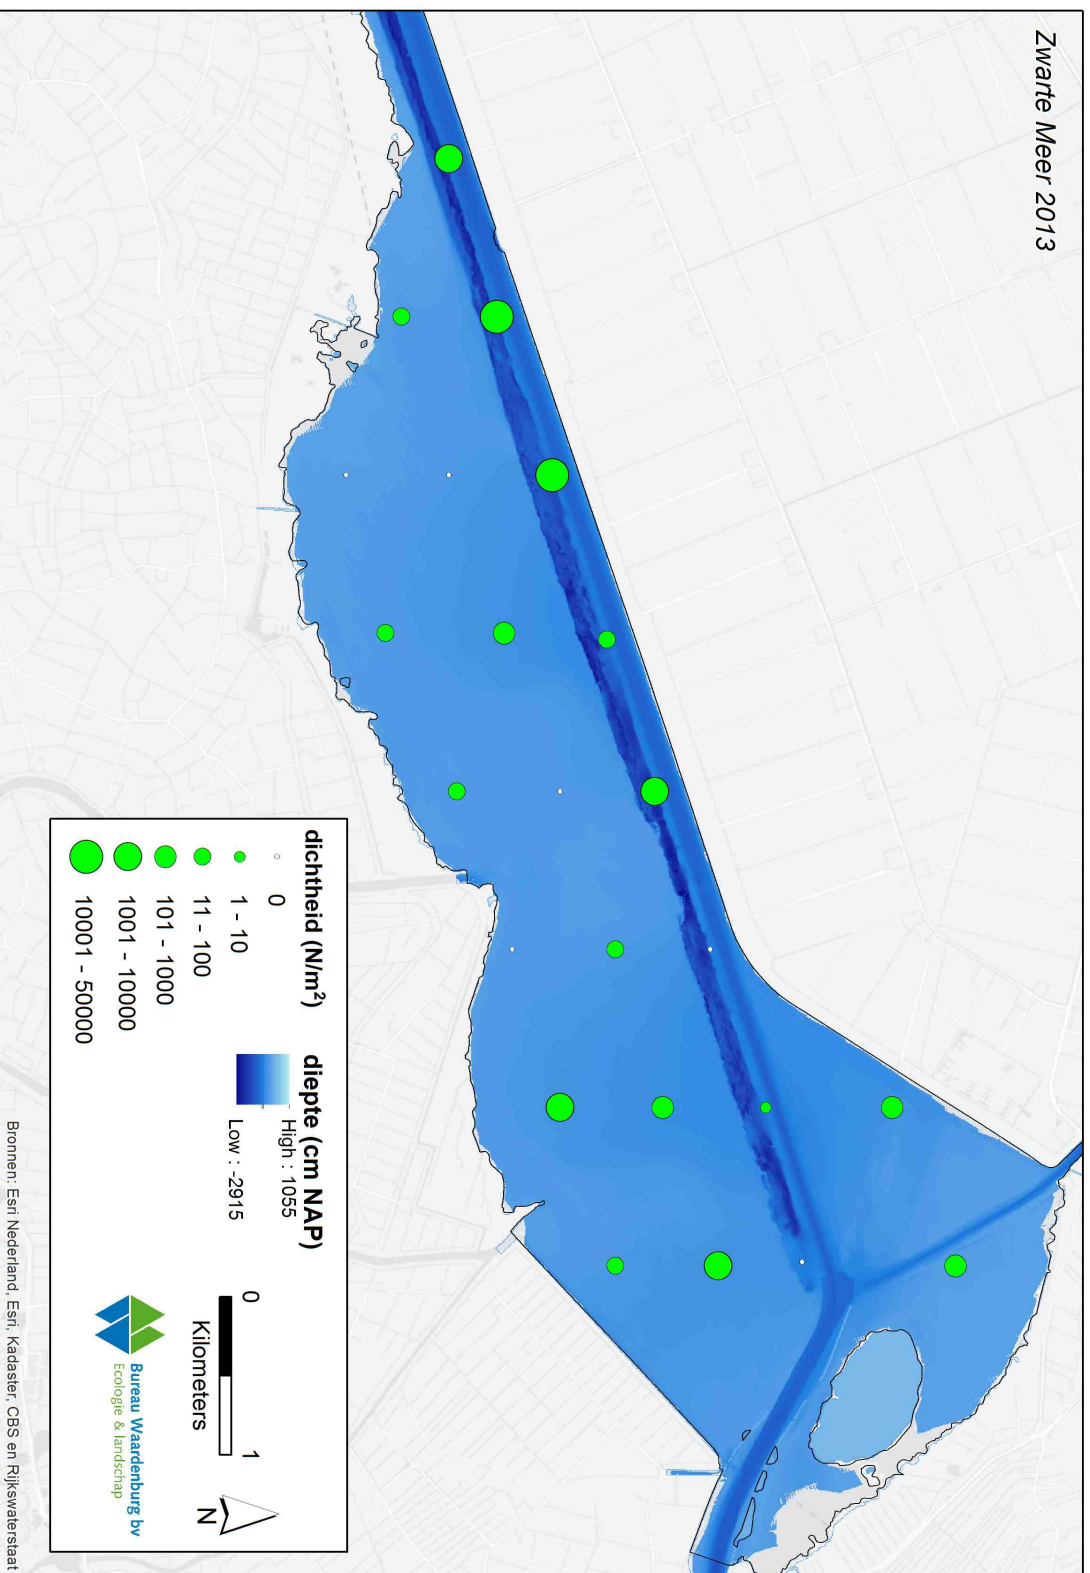 Zwarte Meer 2013
dichtheid (N/m²)
0
1 - 10
11 - 100
101 - 1000
1001 - 10000
10001 - 50000
diepte (cm NAP)
High : 1055
Low : -2915
0 1
Kilometers
N
Bureau Waardenburg bv
Ecologie & landschap
Bronnen: Esri Nederland, Esri, Kadaster, CBS en Rijkswaterstaat